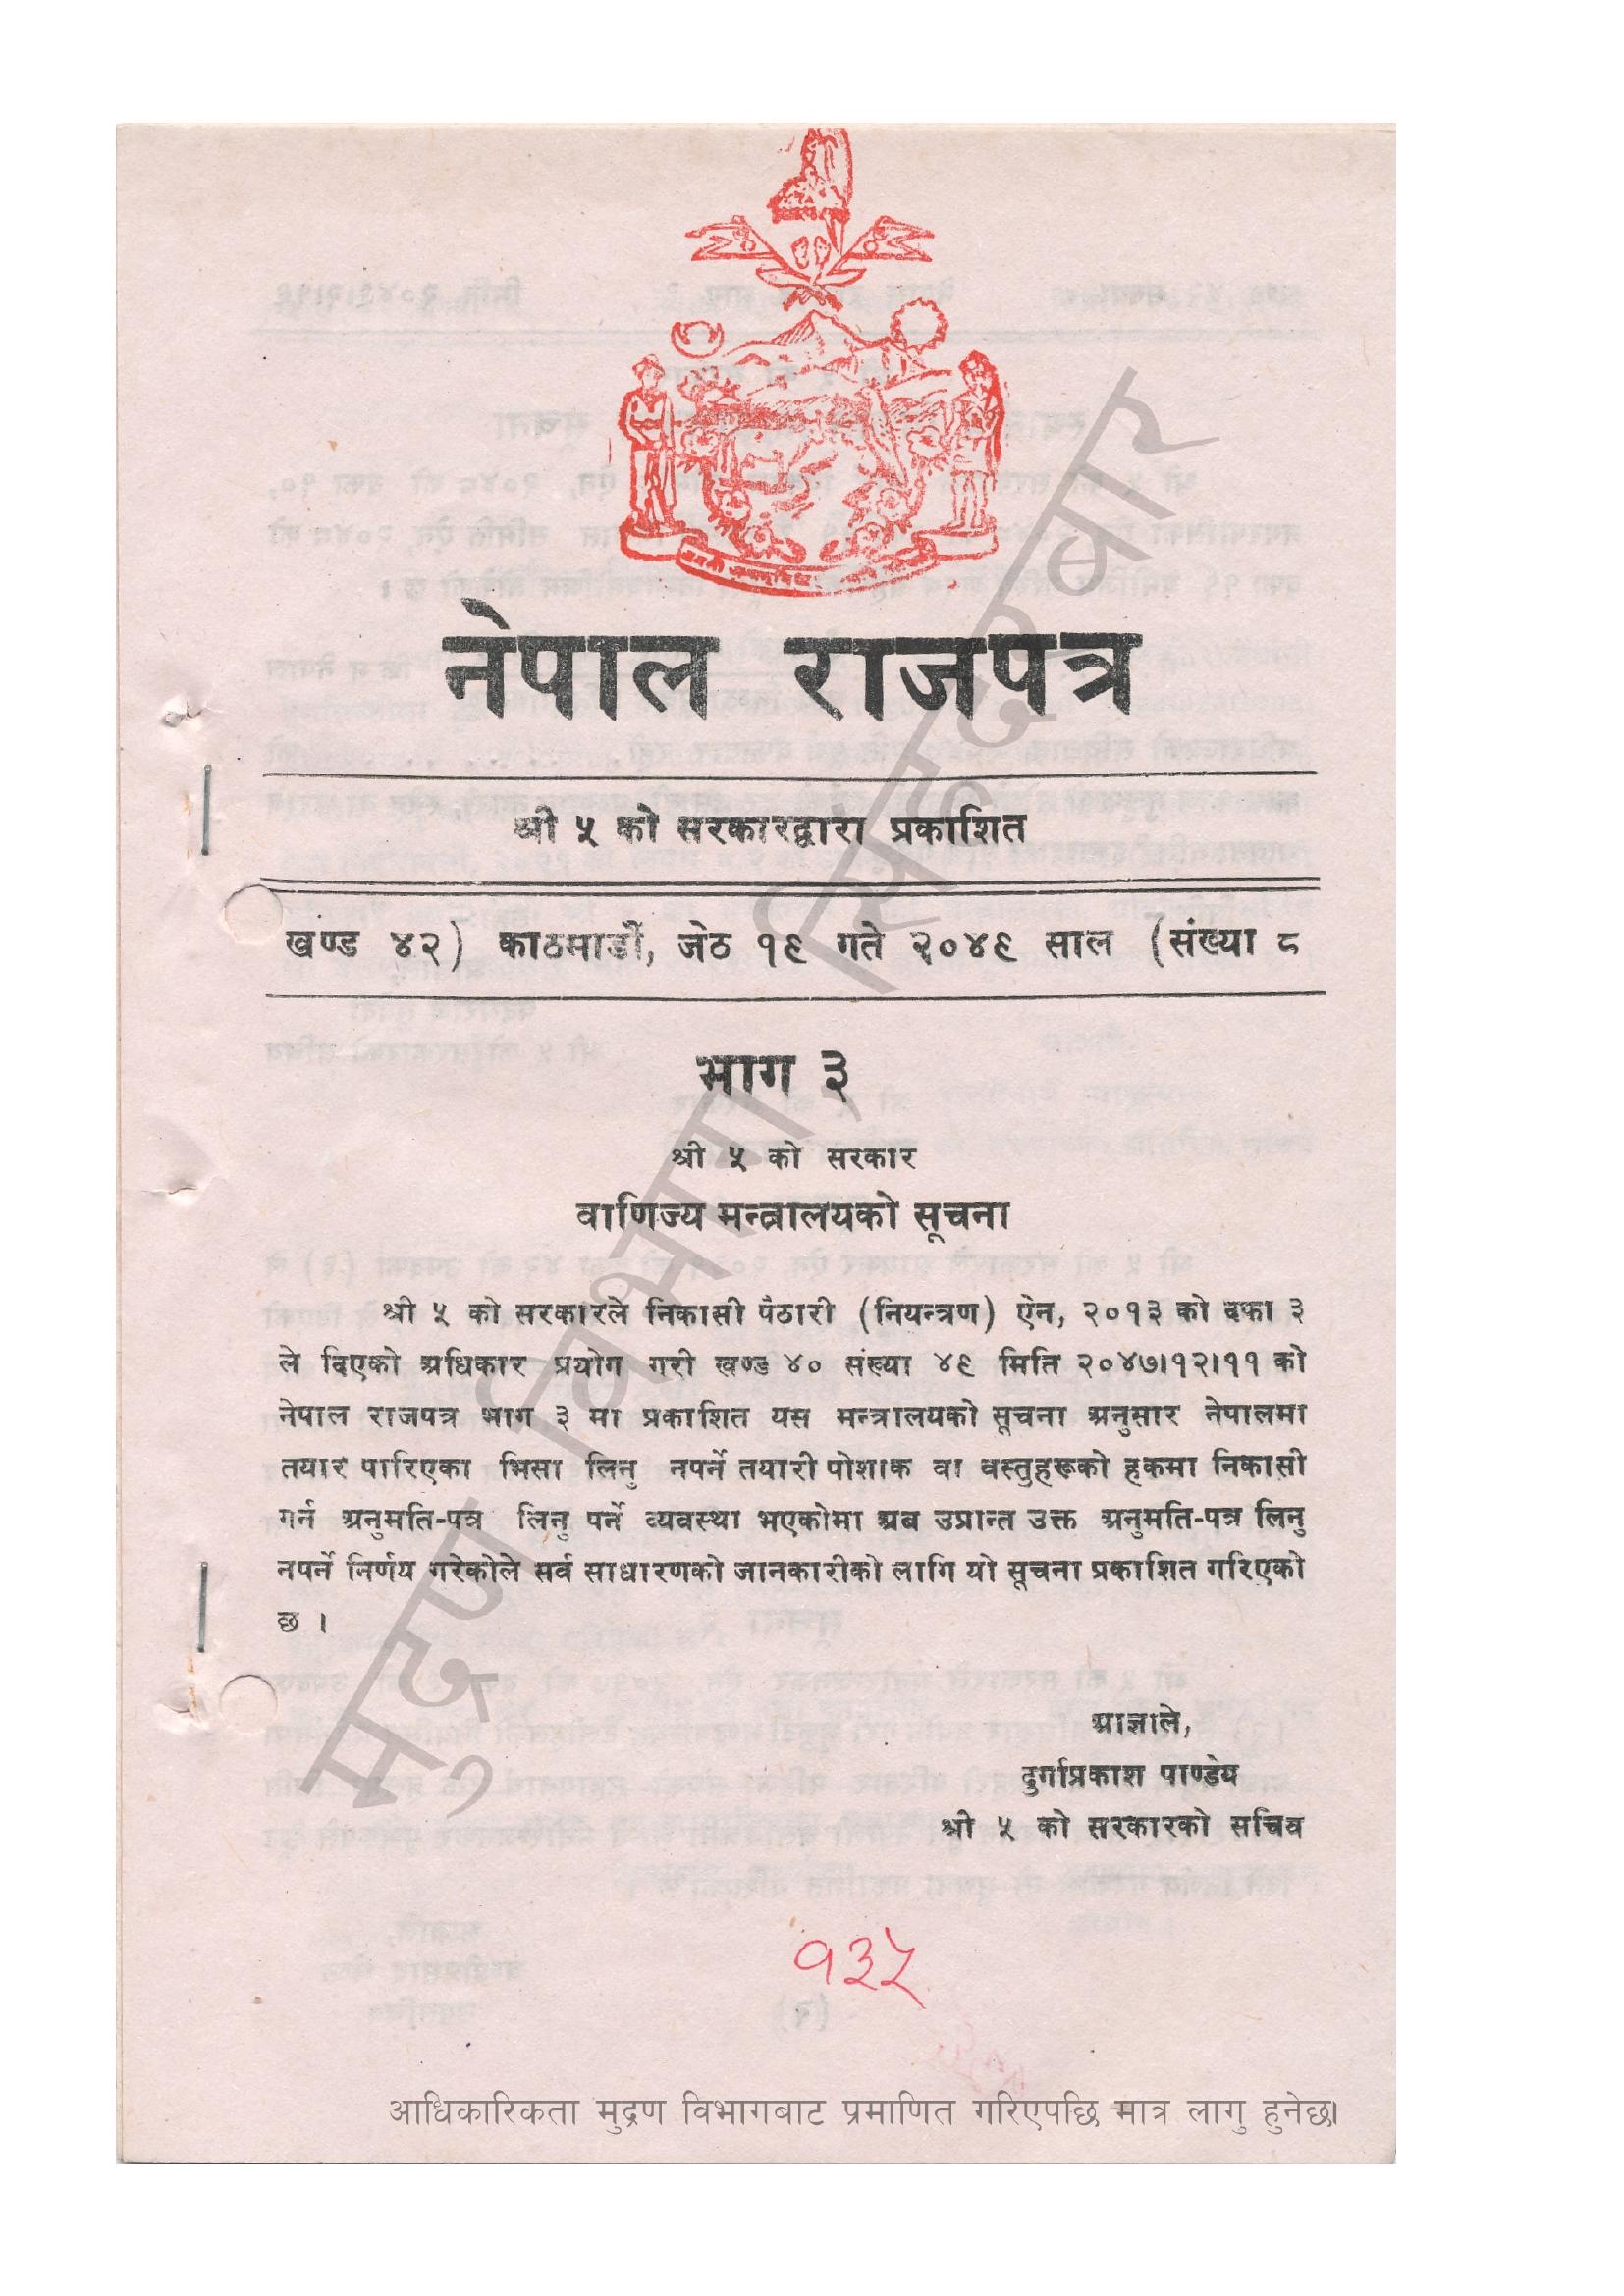 नेपाल राजपत्र
श्री ५ को सरकारद्वारा प्रकाशित
खण्ड ४२) काठमाडौं, जेठ १९ गते २०४९ साल (संख्या ८
भाग ३
श्री ५ को सरकार
वाणिज्य मन्त्रालयको सूचना
श्री ५ को सरकारले निकासी पैठारी (नियन्त्रण) ऐन, २०१३ को दफा ३
ले दिएको अधिकार प्रयोग गरी खण्ड ४० संख्या ४९ मिति २०४७।१२।११ को
नेपाल राजपत्र भाग ३ मा प्रकाशित यस मन्त्रालयको सूचना अनुसार नेपालमा
तयार पारिएका भिसा लिनु नपर्ने तयारी पोशाक वा वस्तुहरूको हकमा निकासी
गर्न अनुमति-पत्र लिनु पर्ने व्यवस्था भएकोमा अब उप्रान्त उक्त अनुमति-पत्र लिनु
नपर्ने निर्णय गरेकोले सर्व साधारणको जानकारीको लागि यो सूचना प्रकाशित गरिएको
छ ।
आज्ञाले,
दुर्गाप्रकाश पाण्डेय
श्री ५ को सरकारको सचिव
१३५
मुद्रण विभाग, सिंहदरबार
आधिकारिकता मुद्रण विभागबाट प्रमाणित गरिएपछि मात्र लागु हुनेछ।